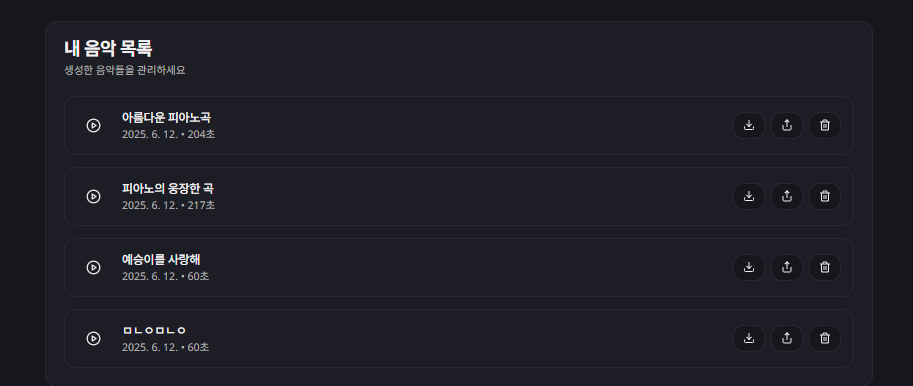 내 음악 목록
생성한 음악들을 관리하세요
아름다운 피아노곡
2025. 6. 12. • 204초
피아노의 웅장한 곡
2025. 6. 12. • 217초
예승이를 사랑해
2025. 6. 12. • 60초
ㅁㄴㅇㅁㄴㅇ
2025. 6. 12. • 60초